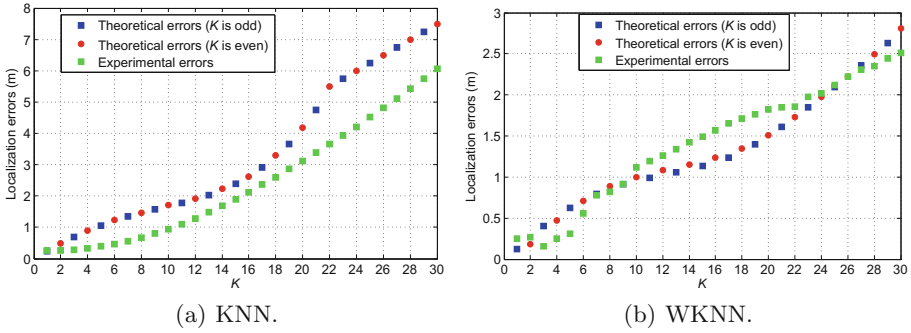 8
7
6
5
4
3
2
1
0
Localization errors (m)
Theoretical errors (K is odd)
Theoretical errors (K is even)
Experimental errors
0 2 4 6 8 10 12 14 16 18 20 22 24 26 28 30
K
(a) KNN.
3
2.5
2
1.5
1
0.5
0
Localization errors (m)
Theoretical errors (K is odd)
Theoretical errors (K is even)
Experimental errors
0 2 4 6 8 10 12 14 16 18 20 22 24 26 28 30
K
(b) WKNN.